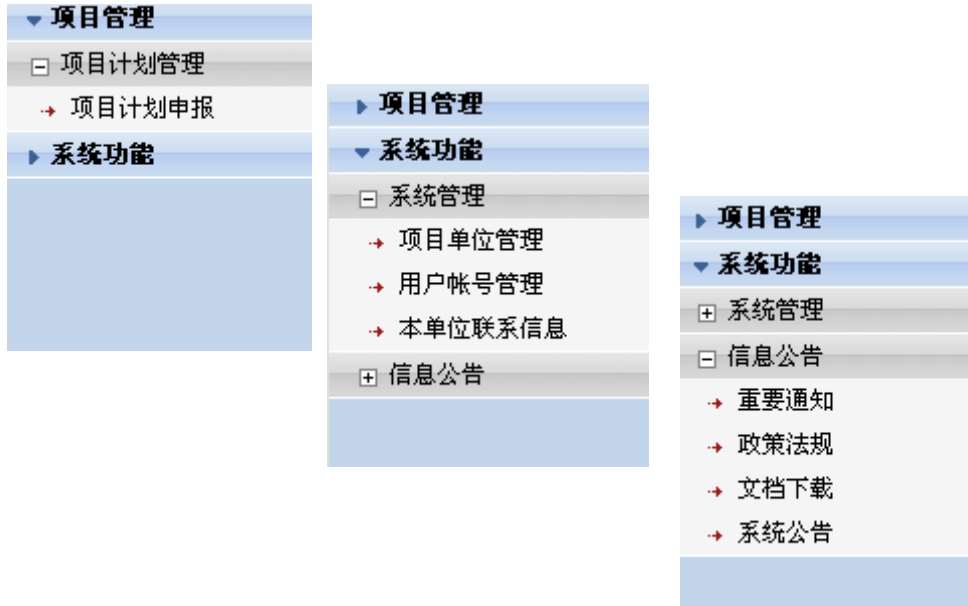 项目管理
项目计划管理
项目计划申报
系统功能
项目管理
系统功能
系统管理
项目单位管理
用户帐号管理
本单位联系信息
信息公告
项目管理
系统功能
系统管理
信息公告
重要通知
政策法规
文档下载
系统公告